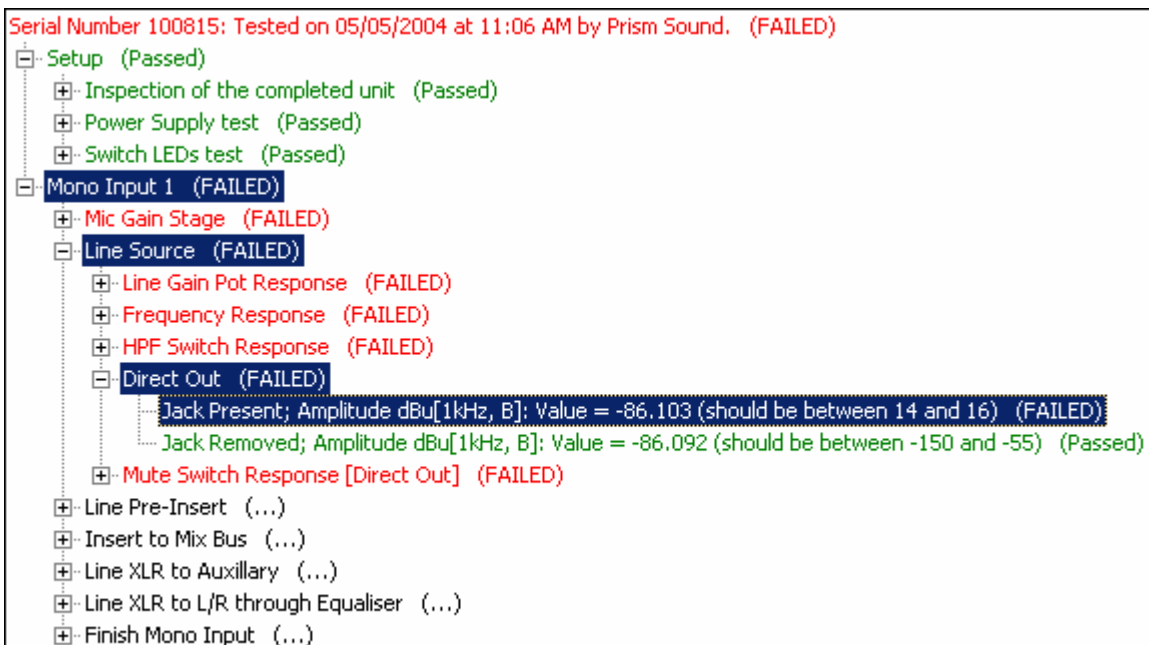 Serial Number 100815: Tested on 05/05/2004 at 11:06 AM by Prism Sound. (FAILED)
Setup (Passed)
Inspection of the completed unit (Passed)
Power Supply test (Passed)
Switch LEDs test (Passed)
Mono Input 1 (FAILED)
Mic Gain Stage (FAILED)
Line Source (FAILED)
Line Gain Pot Response (FAILED)
Frequency Response (FAILED)
HPF Switch Response (FAILED)
Direct Out (FAILED)
Jack Present; Amplitude dBu[1kHz, B]: Value = -86.103 (should be between 14 and 16) (FAILED)
Jack Removed; Amplitude dBu[1kHz, B]: Value = -86.092 (should be between -150 and -55) (Passed)
Mute Switch Response [Direct Out] (FAILED)
Line Pre-Insert (...)
Insert to Mix Bus (...)
Line XLR to Auxillary (...)
Line XLR to L/R through Equaliser (...)
Finish Mono Input (...)